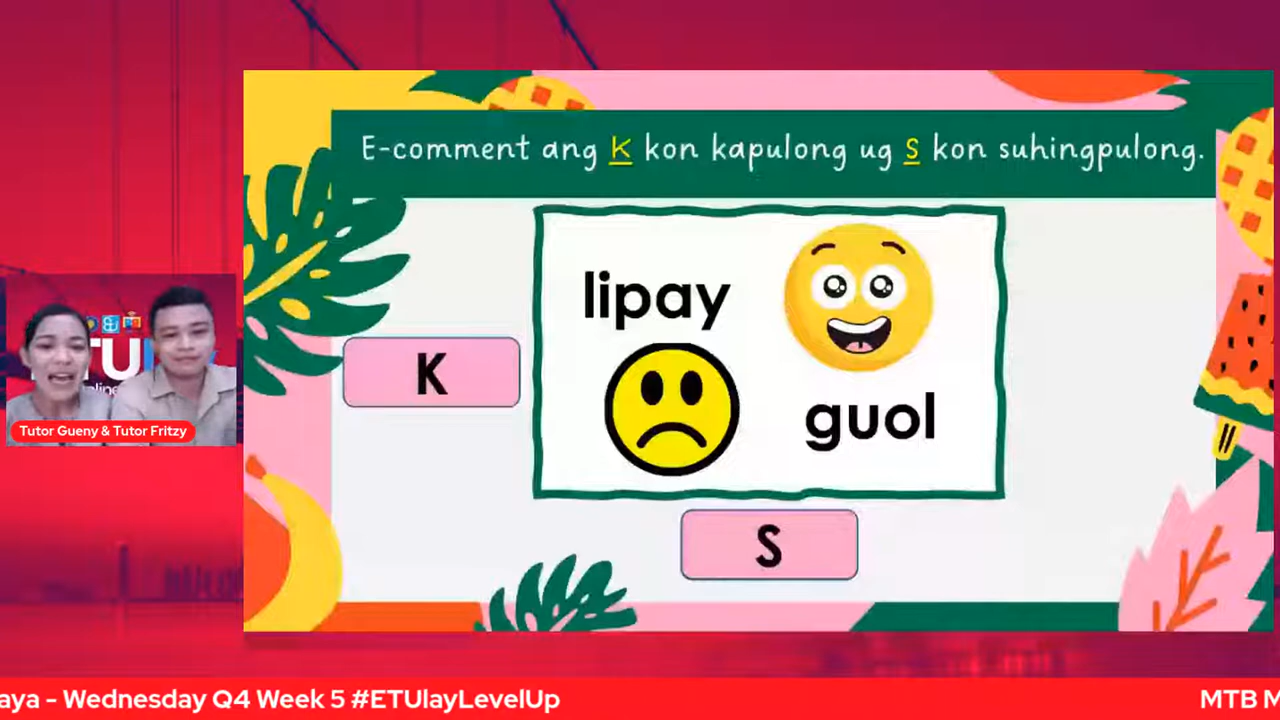 E-comment ang K kon kapulong ug S kon suhingpulong.
lipay
K
guol
S
TU
Tutor Gueny & Tutor Fritzy
aya - Wednesday Q4 Week 5 #ETUlayLevelUp
MTB M